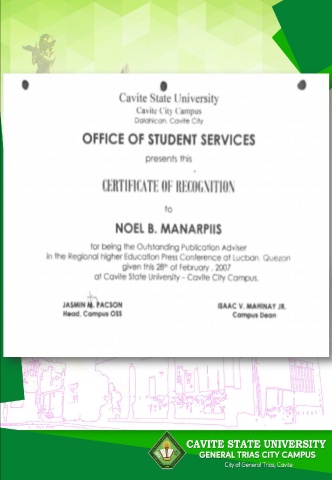 Cavite State University
Cavite City Campus
Dalahican, Cavite City
OFFICE OF STUDENT SERVICES
presents this
CERTIFICATE OF RECOGNITION
to
NOEL B. MANARPIIS
for being the Outstanding Publication Adviser
in the Regional Higher Education Press Conference at Lucban, Quezon
given this 28th of February, 2007
at Cavite State University - Cavite City Campus.
JASMIN M. PACSON
Head, Campus OSS
ISAAC V. MAHINAY JR.
Campus Dean
CAVITE STATE UNIVERSITY
GENERAL TRIAS CITY CAMPUS
City of General Trias, Cavite